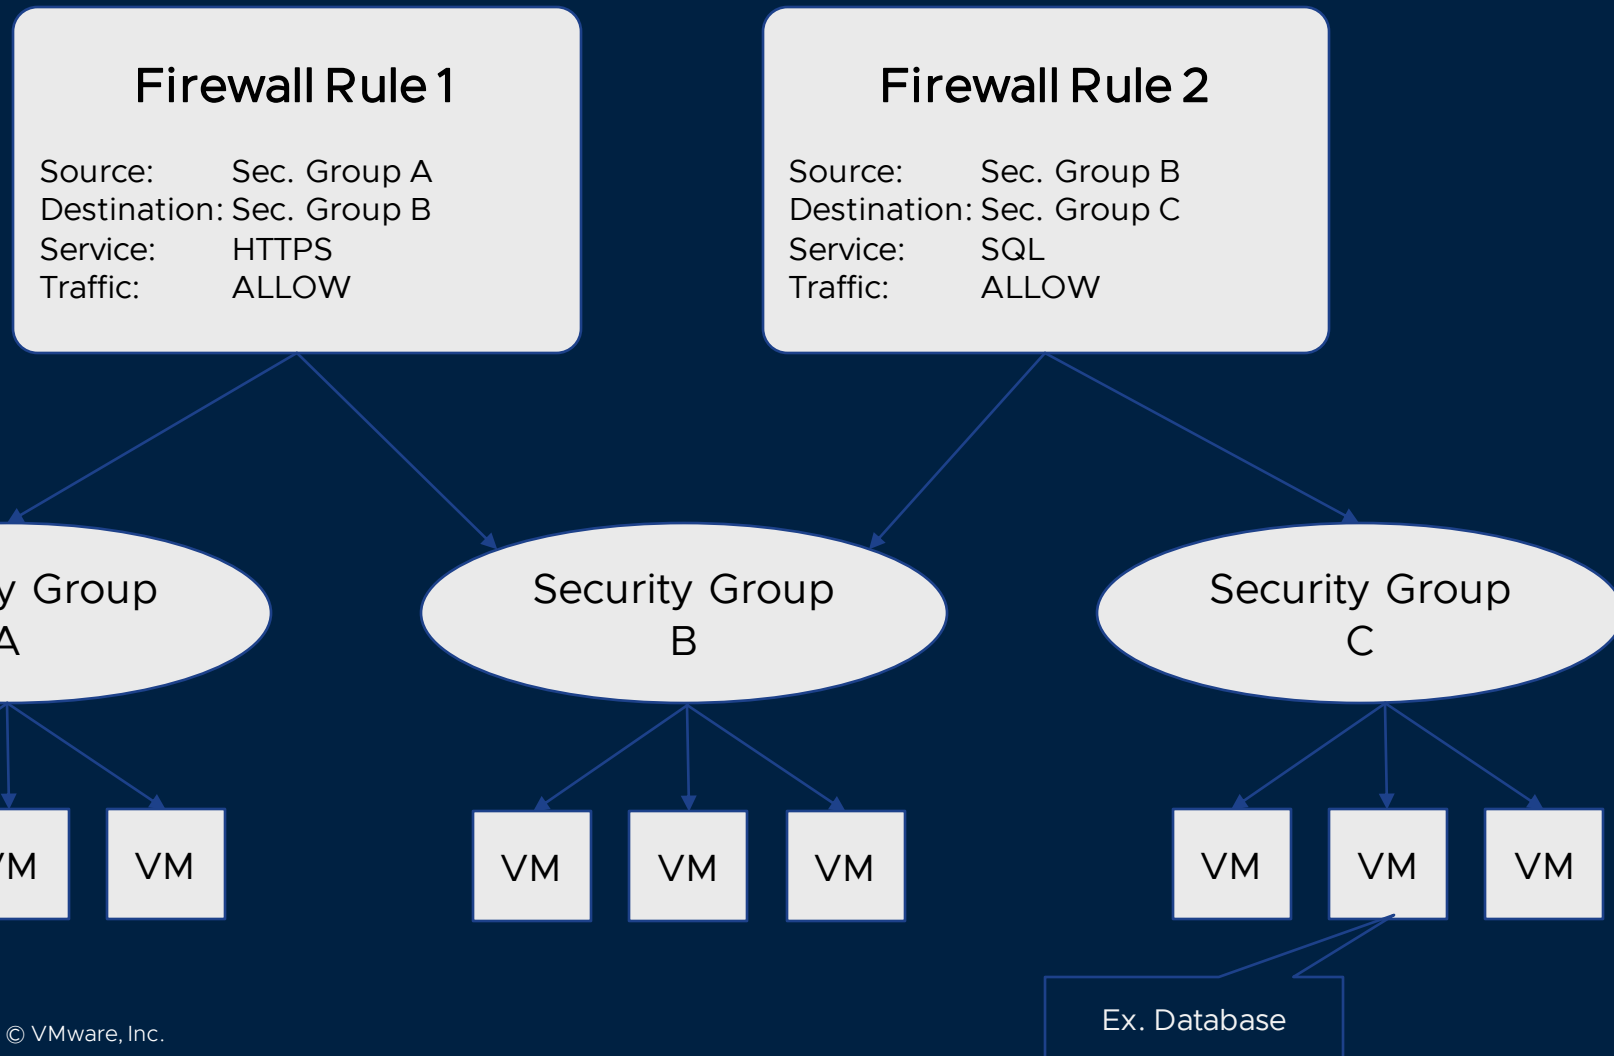 Firewall Rule 1
Source: Sec. Group A
Destination: Sec. Group B
Service: HTTPS
Traffic: ALLOW
Firewall Rule 2
Source: Sec. Group B
Destination: Sec. Group C
Service: SQL
Traffic: ALLOW
y Group
A
Security Group
B
Security Group
C
VM
VM
VM
VM
VM
VM
VM
VM
Ex. Database
© VMware, Inc.